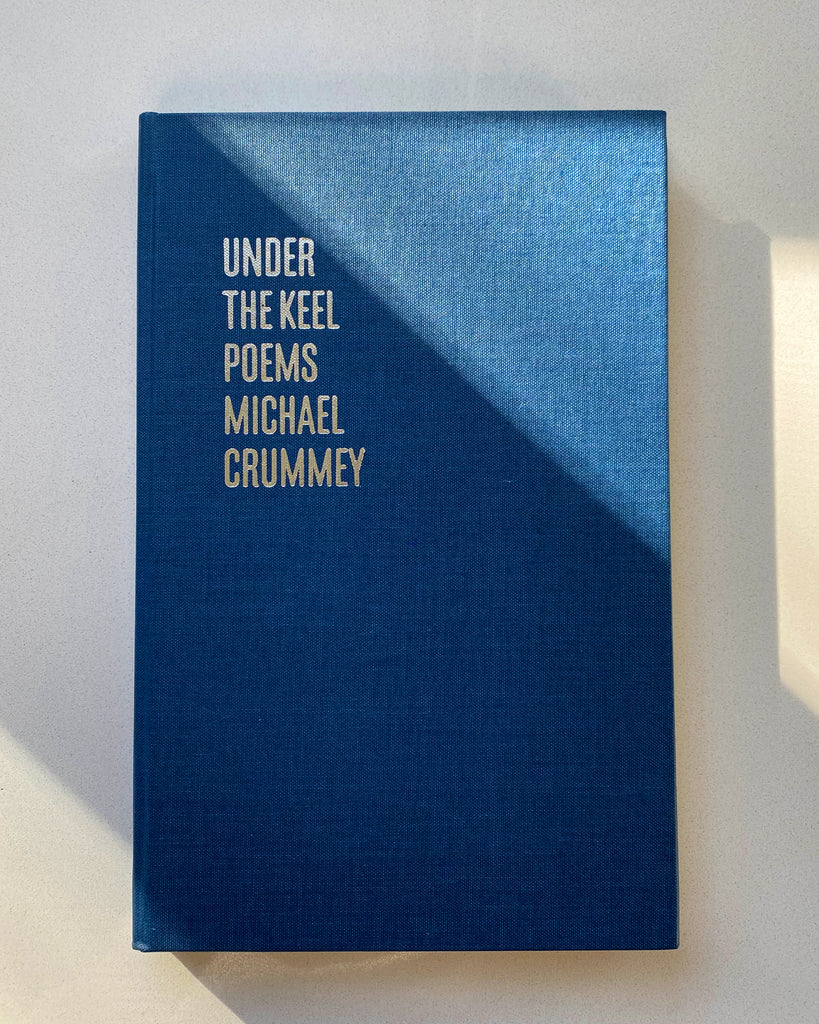 UNDER
THE KEEL
POEMS
MICHAEL
CRUMMEY